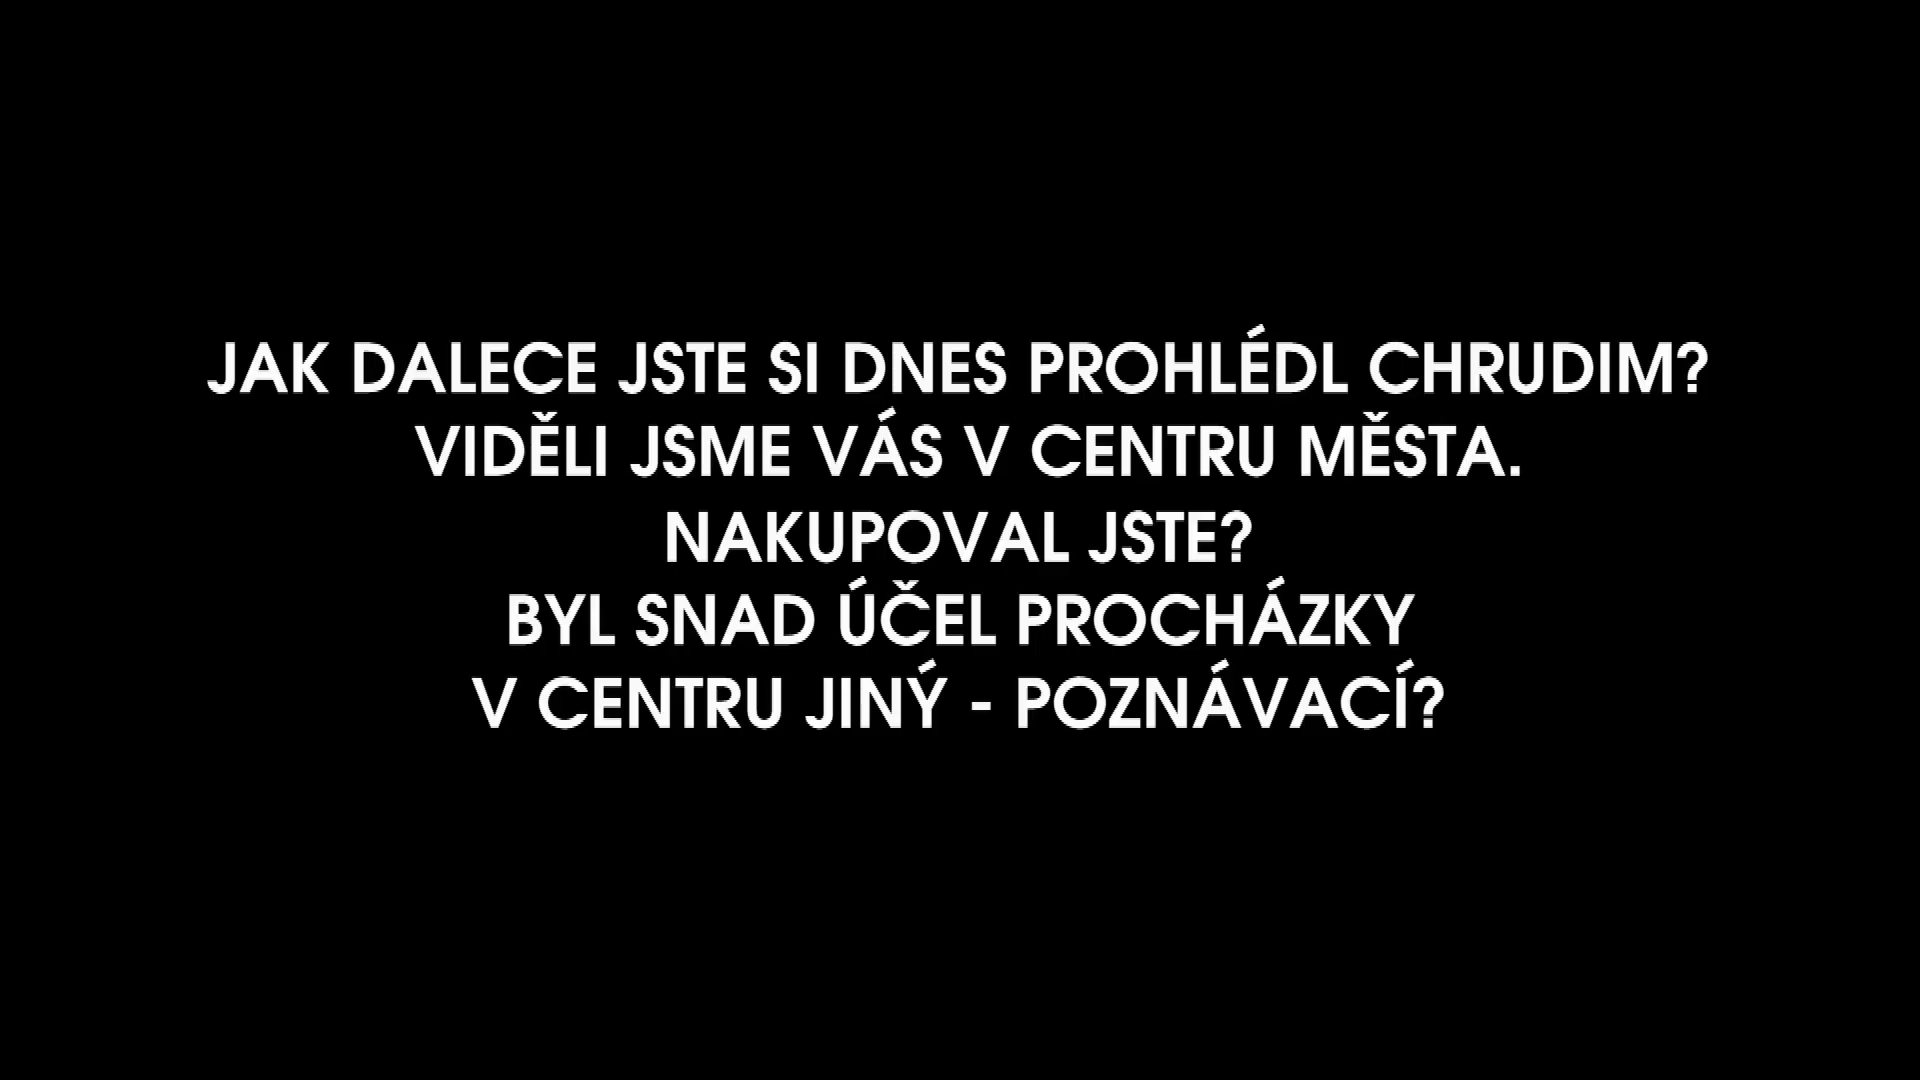 JAK DALECE JSTE SI DNES PROHLÉDL CHRUDIM?
VIDĚLI JSME VÁS V CENTRU MĚSTA.
NAKUPOVAL JSTE?
BYL SNAD ÚČEL PROCHÁZKY
V CENTRU JINÝ - POZNÁVACÍ?